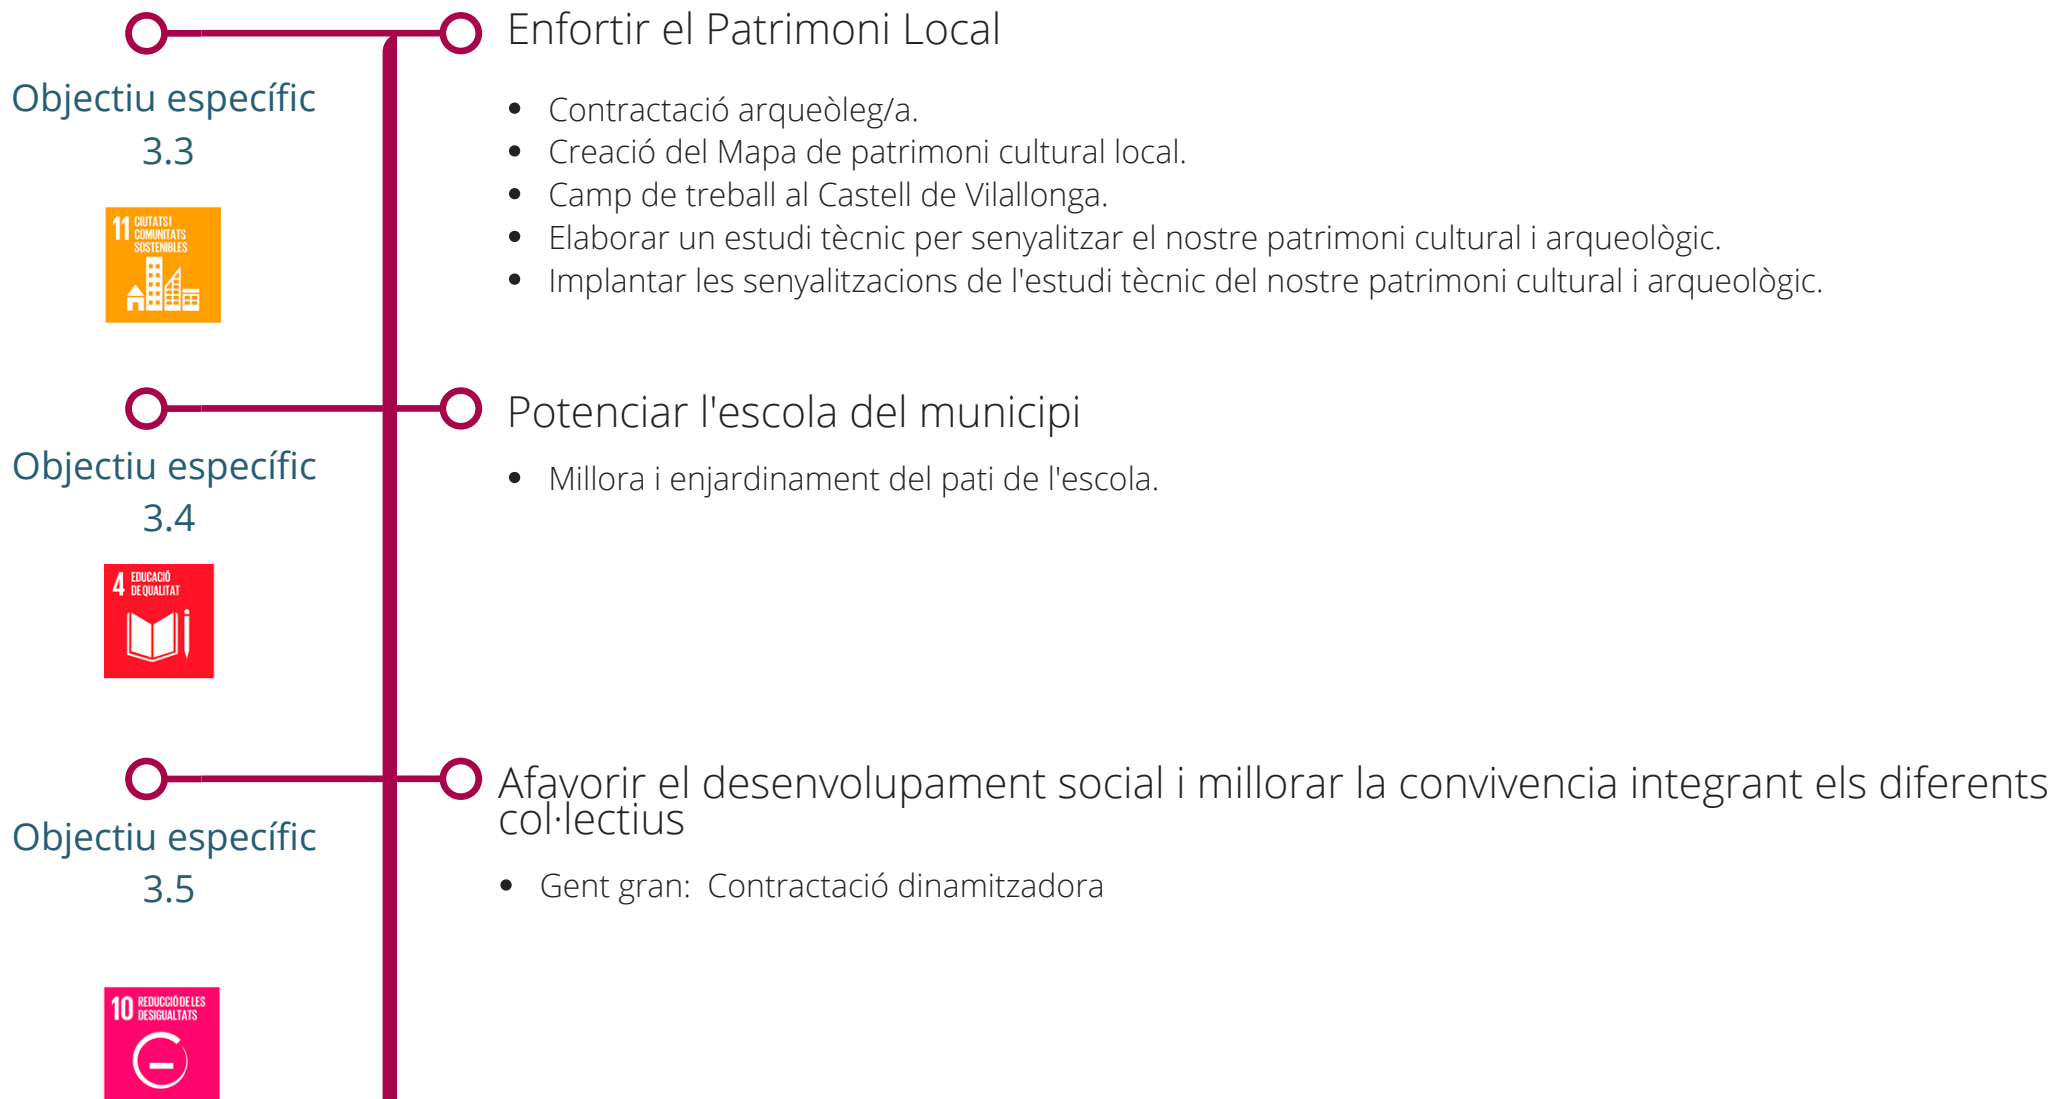 Enfortir el Patrimoni Local
Objectiu específic
3.3
11 CIUTATS I
COMUNITATS
SOSTENIBLES
• Contractació arqueòleg/a.
• Creació del Mapa de patrimoni cultural local.
• Camp de treball al Castell de Vilallonga.
• Elaborar un estudi tècnic per senyalitzar el nostre patrimoni cultural i arqueològic.
• Implantar les senyalitzacions de l'estudi tècnic del nostre patrimoni cultural i arqueològic.
Potenciar l'escola del municipi
Objectiu específic
3.4
4 EDUCACIÓ
DE QUALITAT
• Millora i enjardinament del pati de l'escola.
Afavorir el desenvolupament social i millorar la convivencia integrant els diferents
col·lectius
Objectiu específic
3.5
10 REDUCCIÓ DE LES
DESIGUALTATS
• Gent gran: Contractació dinamitzadora